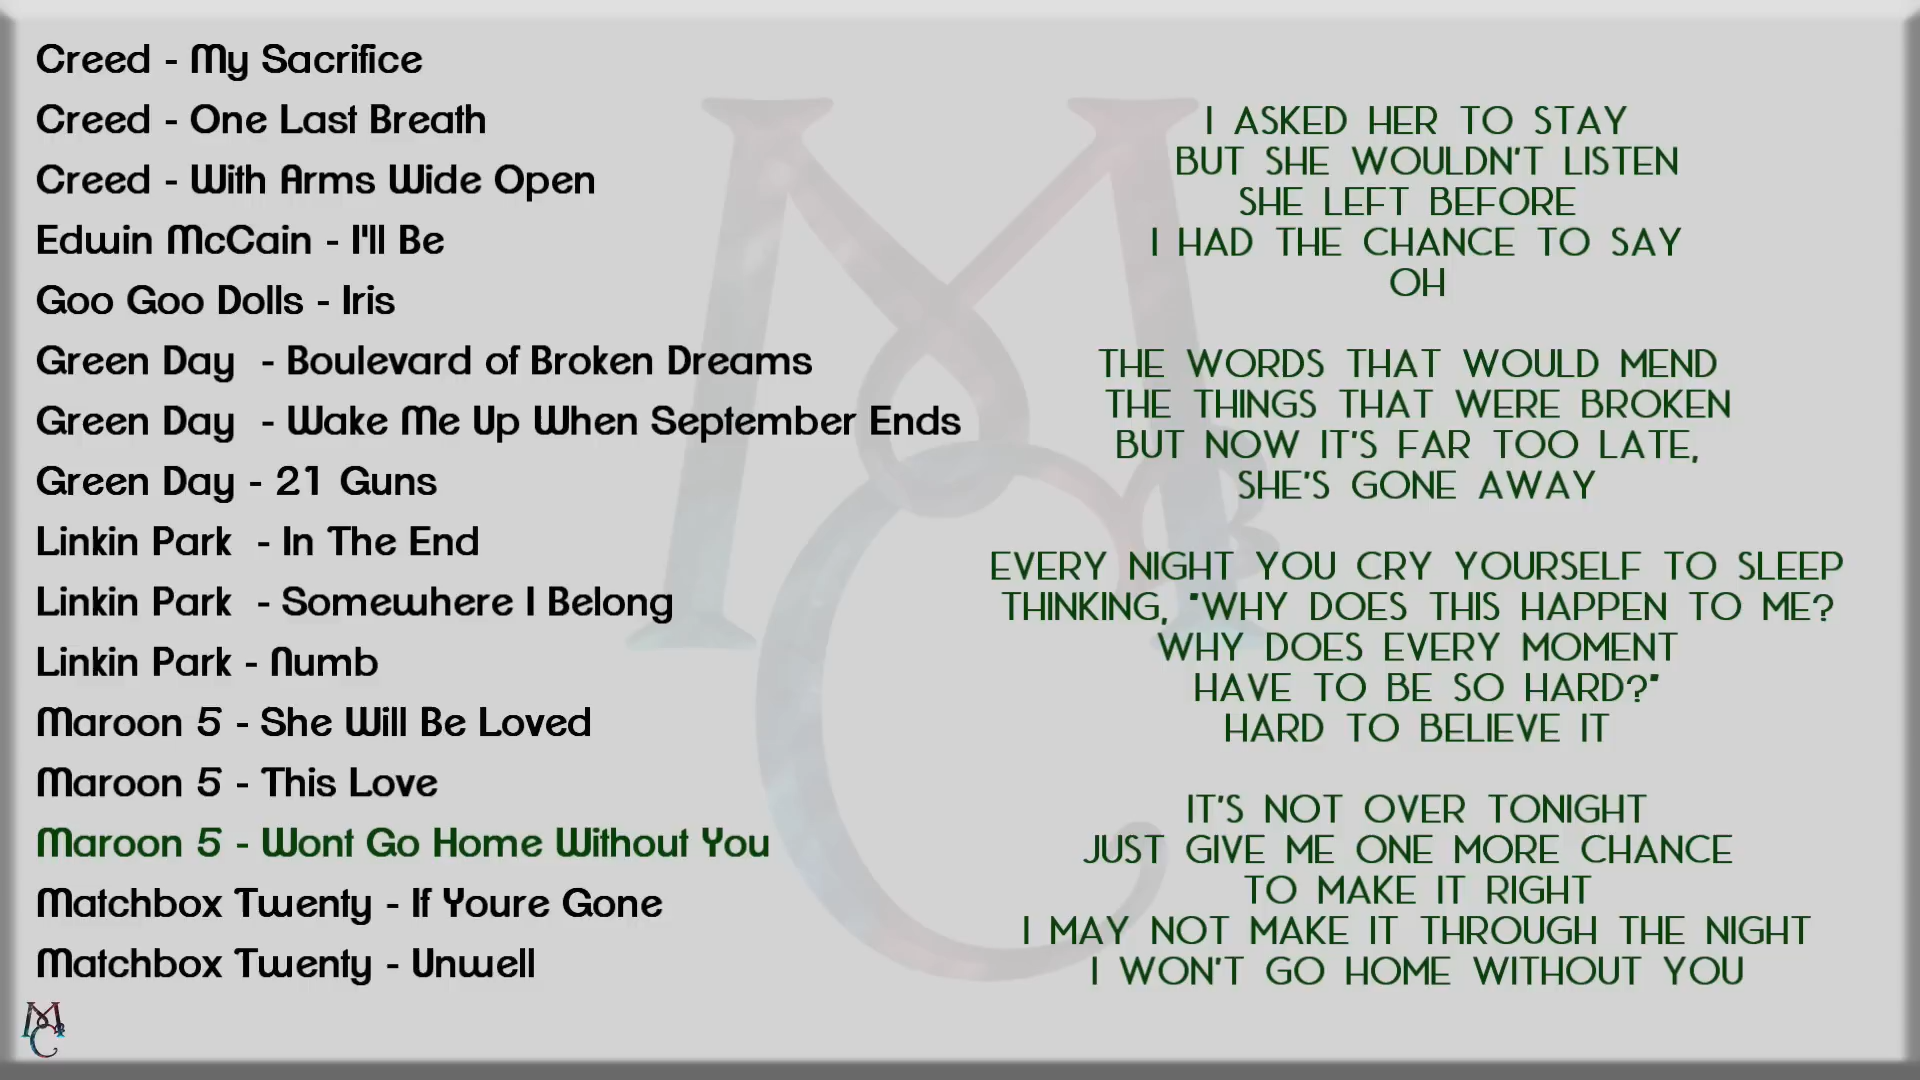 Creed - My Sacrifice
Creed - One Last Breath
Creed - With Arms Wide Open
Edwin McCain - I'll Be
Goo Goo Dolls - Iris
Green Day  - Boulevard of Broken Dreams
Green Day  - Wake Me Up When September Ends
Green Day - 21 Guns
Linkin Park  - In The End
Linkin Park  - Somewhere I Belong
Linkin Park - Numb
Maroon 5 - She Will Be Loved
Maroon 5 - This Love
Maroon 5 - Wont Go Home Without You
Matchbox Twenty - If Youre Gone
Matchbox Twenty - Unwell
I ASKED HER TO STAY
BUT SHE WOULDN'T LISTEN
SHE LEFT BEFORE
I HAD THE CHANCE TO SAY
OH
THE WORDS THAT WOULD MEND
THE THINGS THAT WERE BROKEN
BUT NOW IT'S FAR TOO LATE,
SHE'S GONE AWAY
EVERY NIGHT YOU CRY YOURSELF TO SLEEP
THINKING, "WHY DOES THIS HAPPEN TO ME?
WHY DOES EVERY MOMENT
HAVE TO BE SO HARD?"
HARD TO BELIEVE IT
IT'S NOT OVER TONIGHT
JUST GIVE ME ONE MORE CHANCE
TO MAKE IT RIGHT
I MAY NOT MAKE IT THROUGH THE NIGHT
I WON'T GO HOME WITHOUT YOU